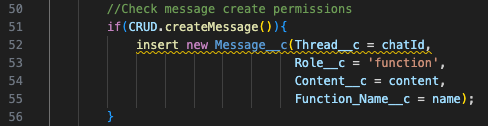 50 //Check message create permissions
51 if(CRUD.createMessage()){
52 insert new Message__c(Thread__c = chatId,
53 Role__c = 'function',
54 Content__c = content,
55 Function_Name__c = name);
56 }